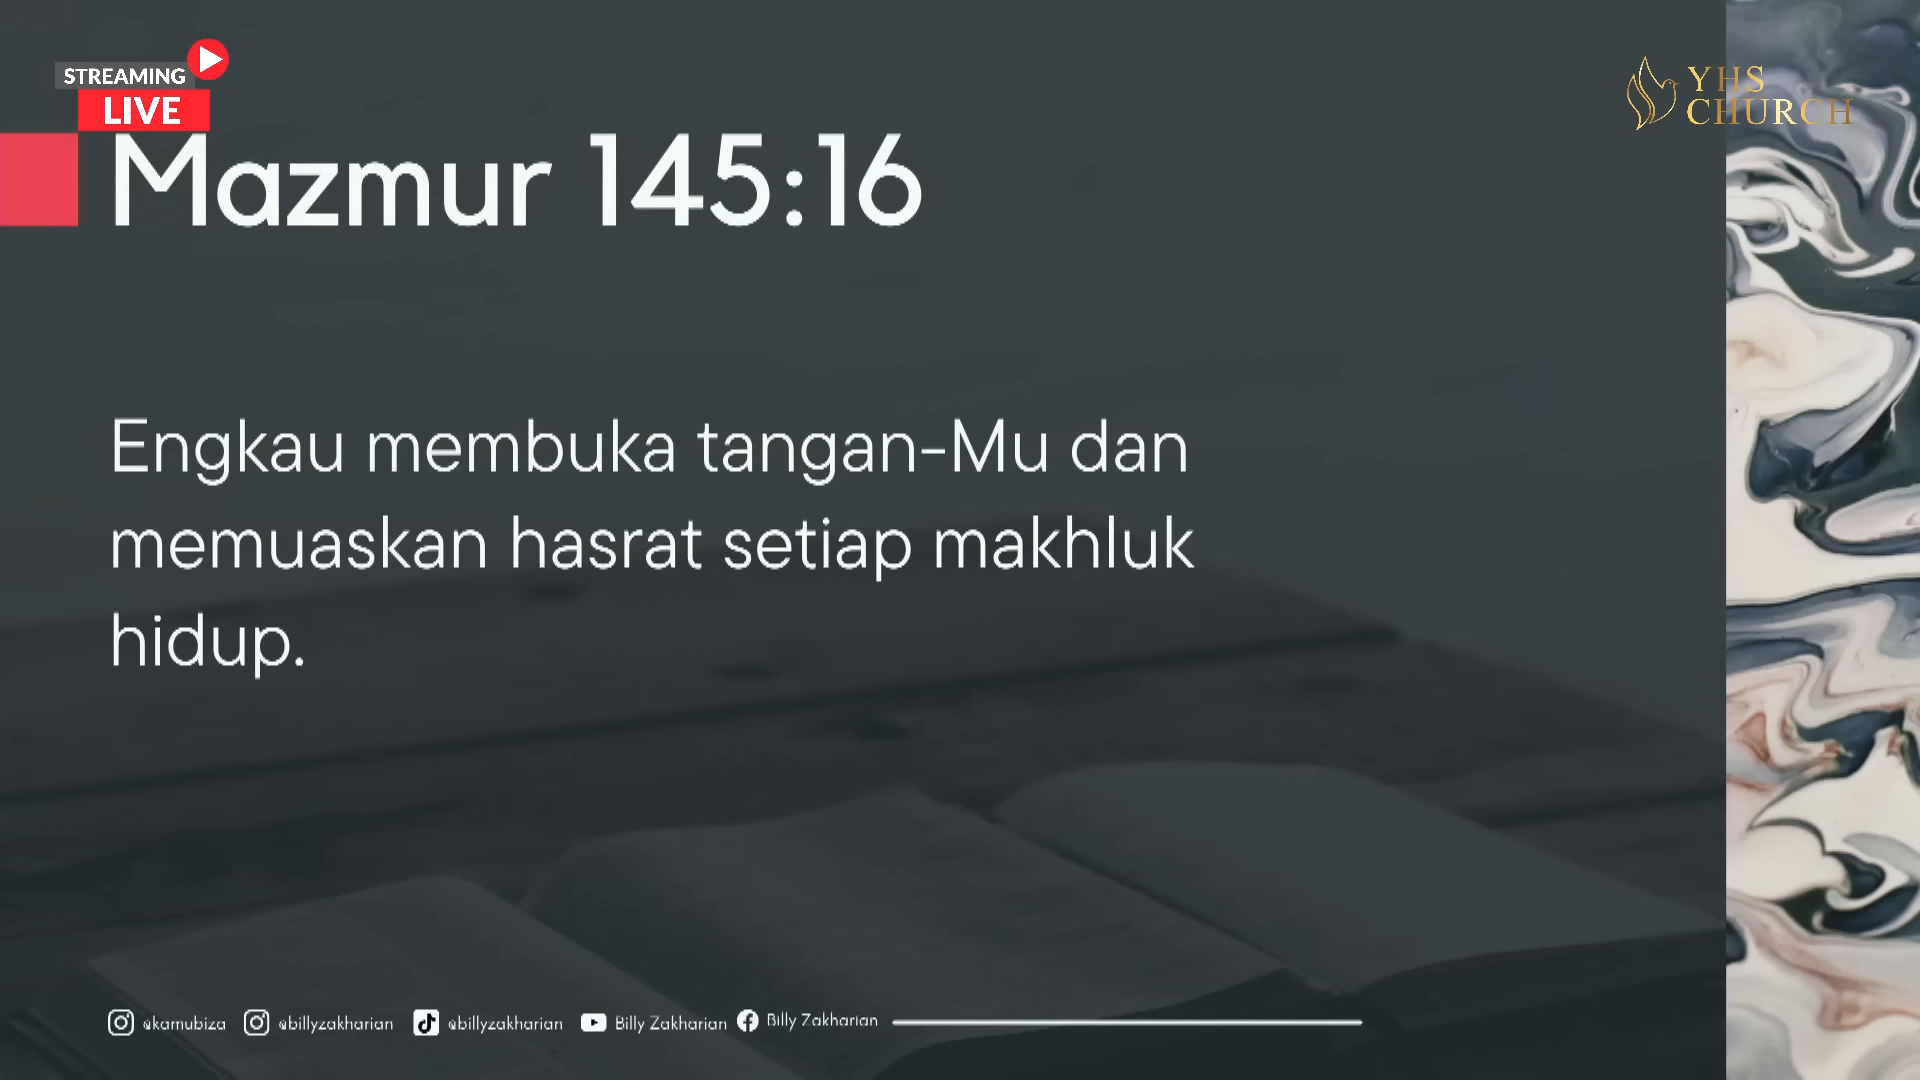 STREAMING
LIVE
YHS
CHURCH
Mazmur 145:16
Engkau membuka tangan-Mu dan
memuaskan hasrat setiap makhluk
hidup.
@kamubiza @billyzakharian @billyzakharian Billy Zakharian Billy Zakharian